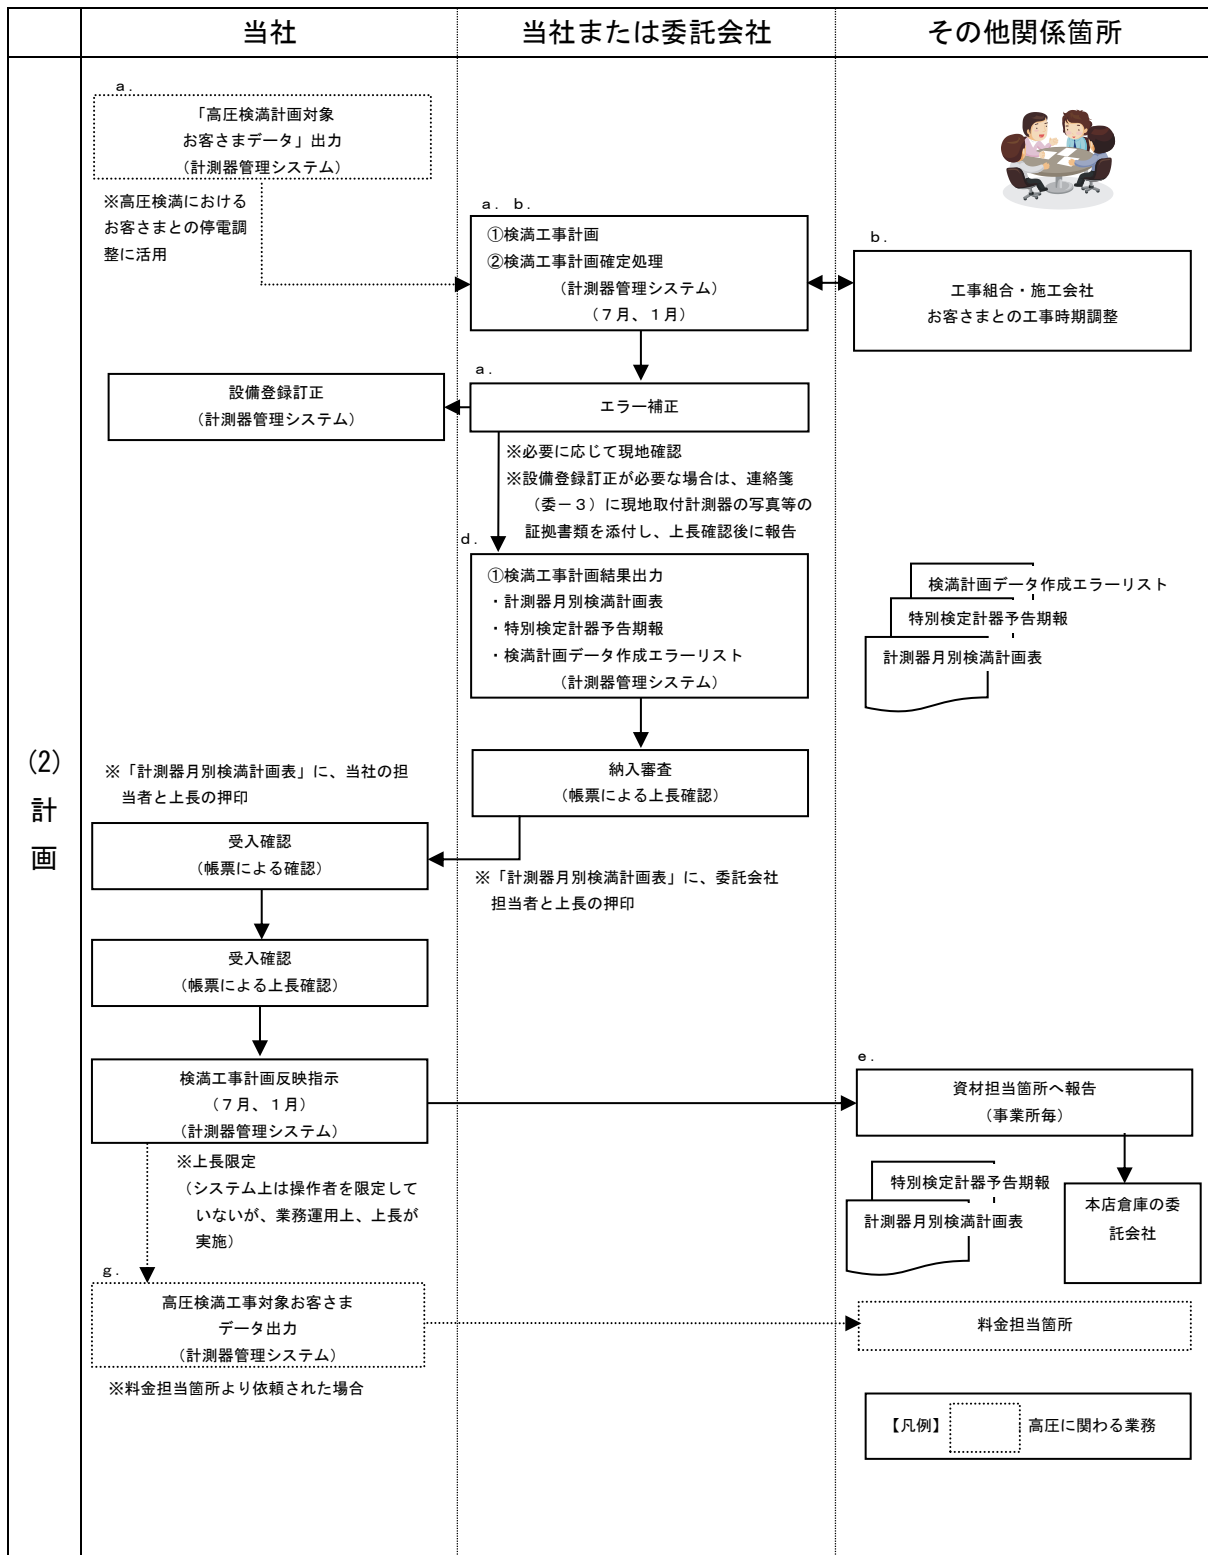 当社
当社または委託会社
その他関係箇所
(2)
計
画
a.
「高圧検満計画対象
お客さまデータ」出力
(計測器管理システム)
※高圧検満における
お客さまとの停電調
整に活用
a. b.
①検満工事計画
②検満工事計画確定処理
(計測器管理システム)
(7月、1月)
b.
工事組合・施工会社
お客さまとの工事時期調整
設備登録訂正
(計測器管理システム)
a.
エラー補正
※必要に応じて現地確認
※設備登録訂正が必要な場合は、連絡箋
(委-3)に現地取付計測器の写真等の
証拠書類を添付し、上長確認後に報告
d.
①検満工事計画結果出力
・計測器月別検満計画表
・特別検定計器予告期報
・検満計画データ作成エラーリスト
(計測器管理システム)
検満計画データ作成エラーリスト
特別検定計器予告期報
計測器月別検満計画表
納入審査
(帳票による上長確認)
※「計測器月別検満計画表」に、当社の担
当者と上長の押印
受入確認
(帳票による確認)
※「計測器月別検満計画表」に、委託会社
担当者と上長の押印
受入確認
(帳票による上長確認)
検満工事計画反映指示
(7月、1月)
(計測器管理システム)
※上長限定
(システム上は操作者を限定して
いないが、業務運用上、上長が
実施)
e.
資材担当箇所へ報告
(事業所毎)
特別検定計器予告期報
計測器月別検満計画表
本店倉庫の委
託会社
g.
高圧検満工事対象お客さま
データ出力
(計測器管理システム)
※料金担当箇所より依頼された場合
料金担当箇所
【凡例】 高圧に関わる業務